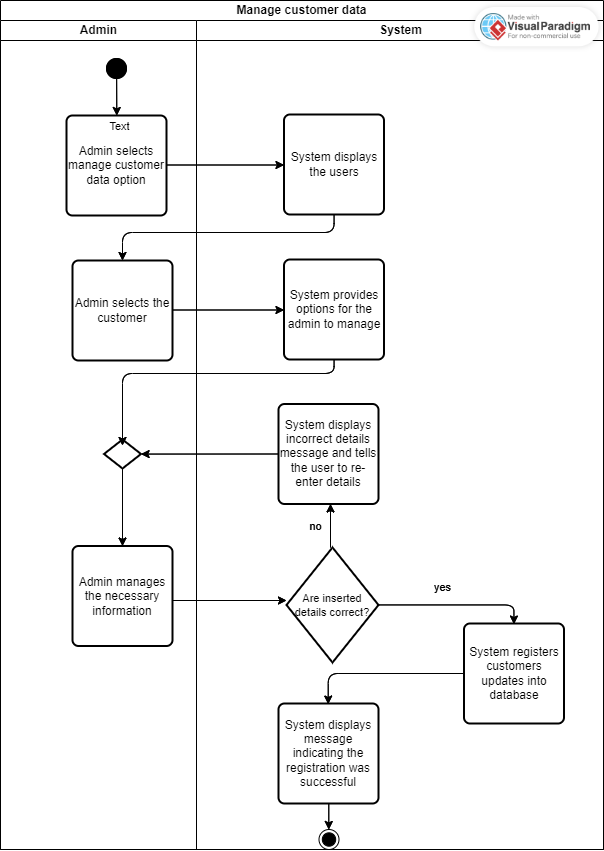 Manage customer data
Made with
VisualParadigm
For non-commercial use
Admin
System
Text
Admin selects
manage customer
data option
System displays
the users
Admin selects the
customer
System provides
options for the
admin to manage
System displays
incorrect details
message and tells
the user to re-
enter details
no
Admin manages
the necessary
information
Are inserted
details correct?
yes
System registers
customers
updates into
database
System displays
message
indicating the
registration was
successful